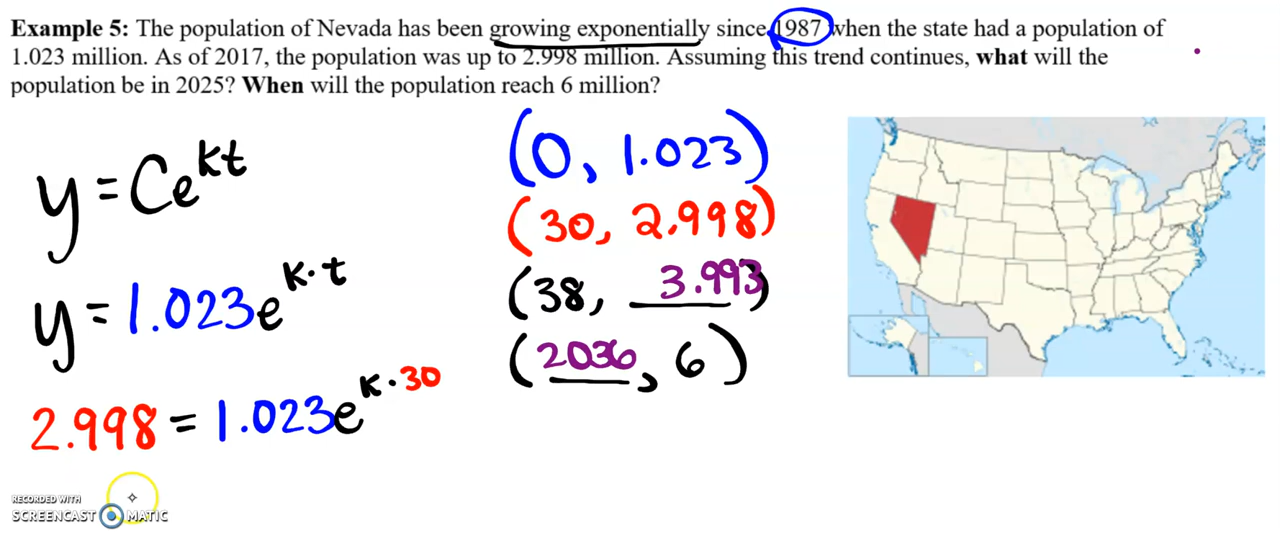 Example 5: The population of Nevada has been growing exponentially since 1987 when the state had a population of
1.023 million. As of 2017, the population was up to 2.998 million. Assuming this trend continues, what will the
population be in 2025? When will the population reach 6 million?
y = Ce^kt
y = 1.023e^k·t
2.998 = 1.023e^k·30
(0, 1.023)
(30, 2.998)
(38, 3.993)
(2036, 6)
RECORDED WITH
SCREENCAST MATIC